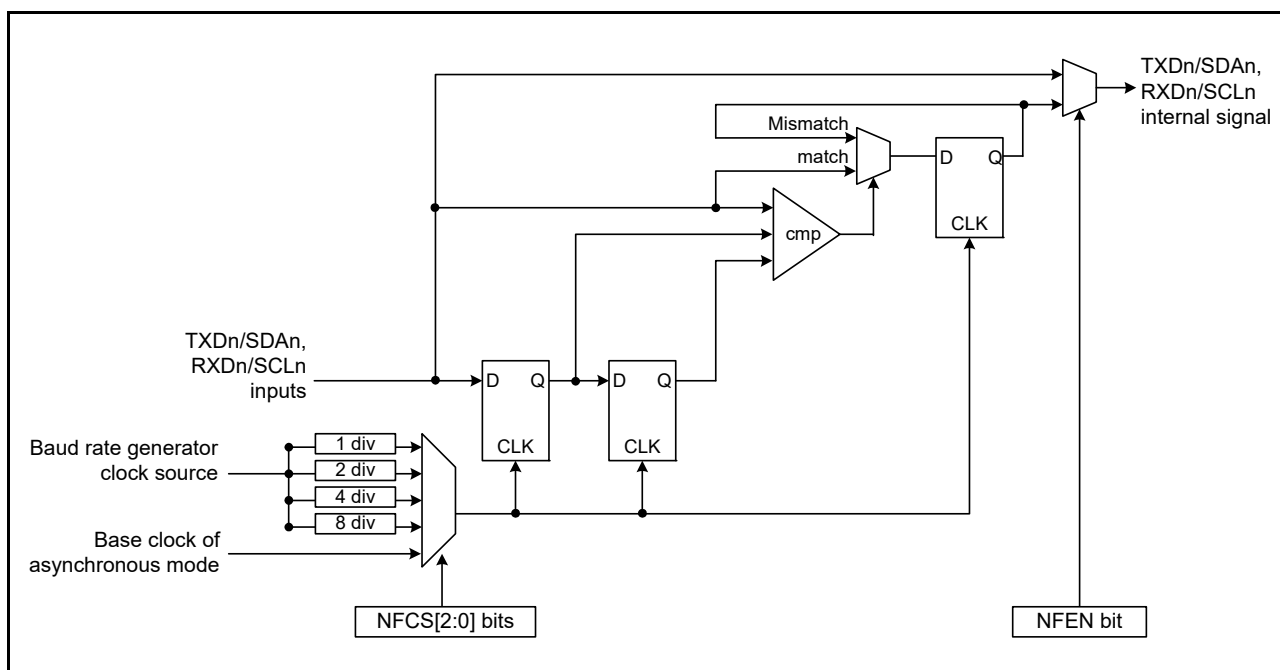 TXDn/SDAn,
RXDn/SCLn
internal signal
Mismatch
match
D Q
CLK
cmp
TXDn/SDAn,
RXDn/SCLn
inputs
D Q
CLK
D Q
CLK
Baud rate generator
clock source
1 div
2 div
4 div
8 div
Base clock of
asynchronous mode
NFCS[2:0] bits
NFEN bit